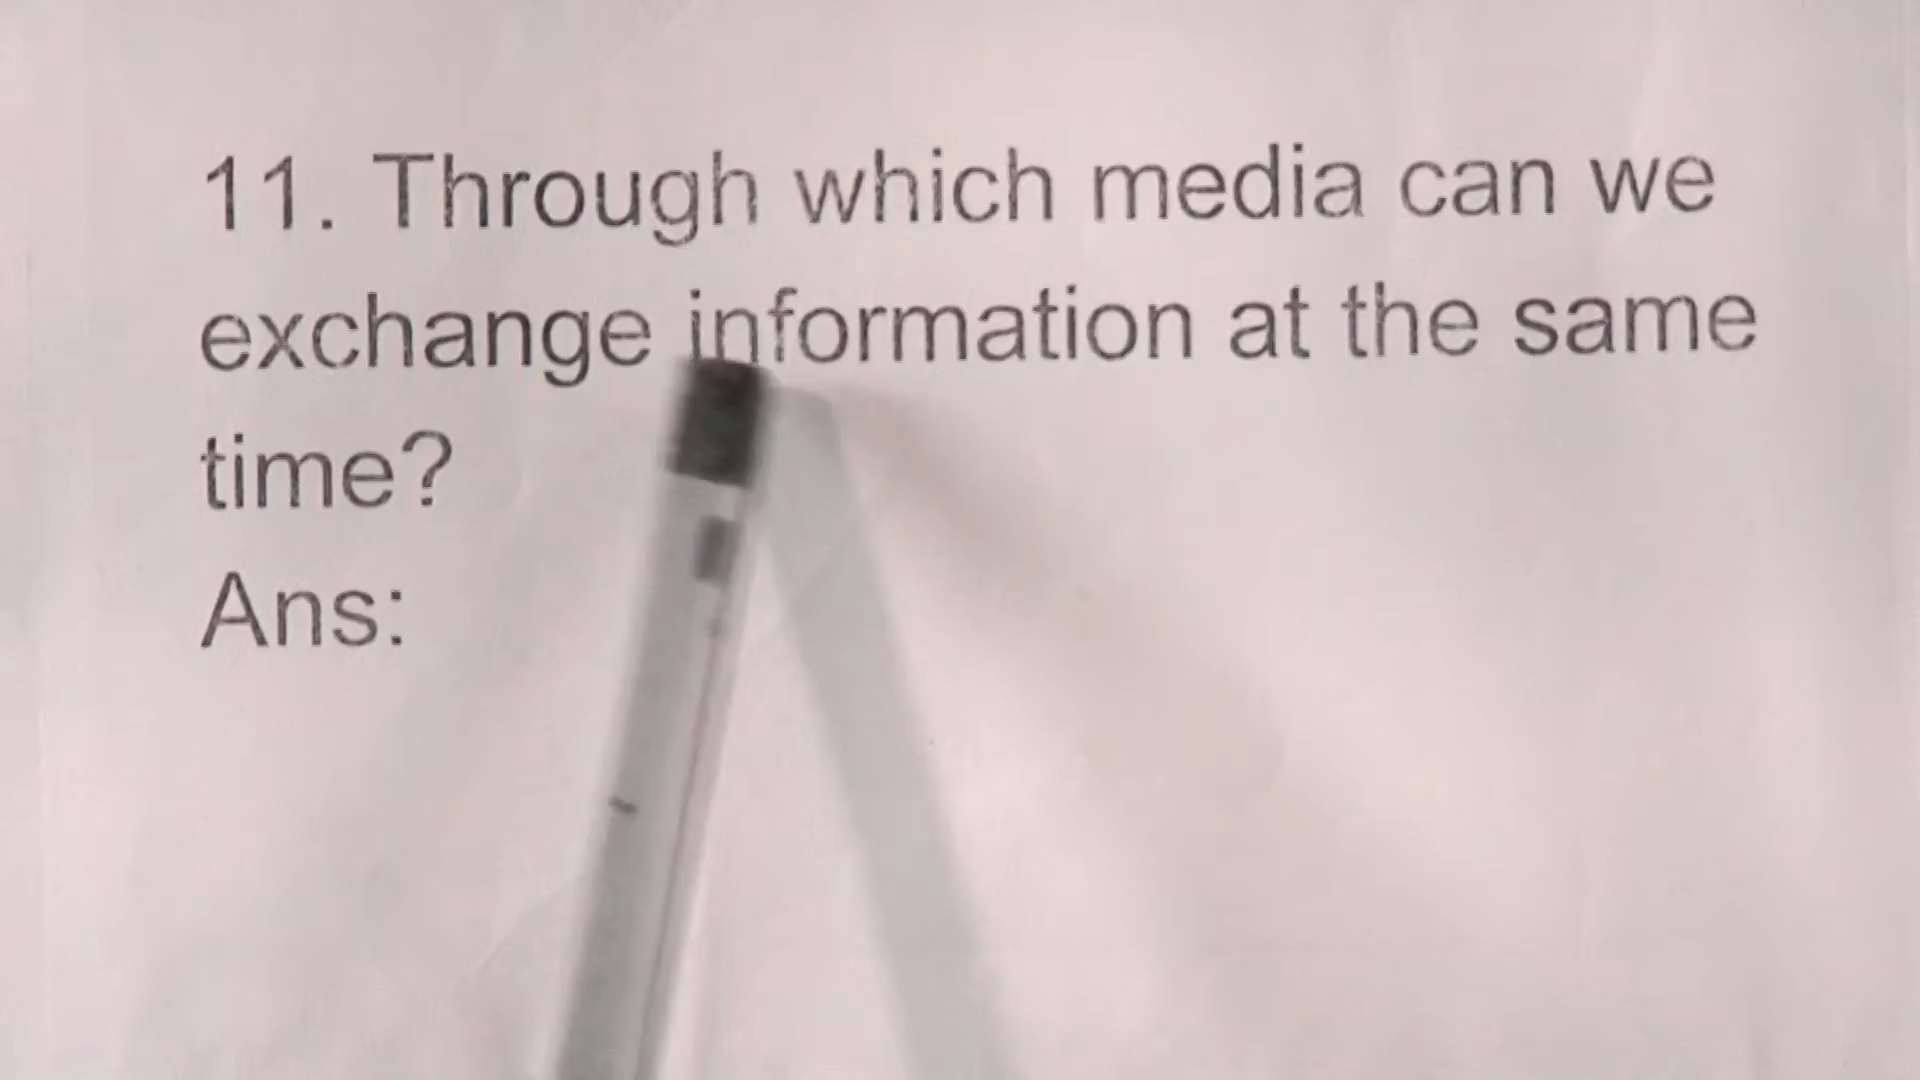 11. Through which media can we
exchange information at the same
time?
Ans: